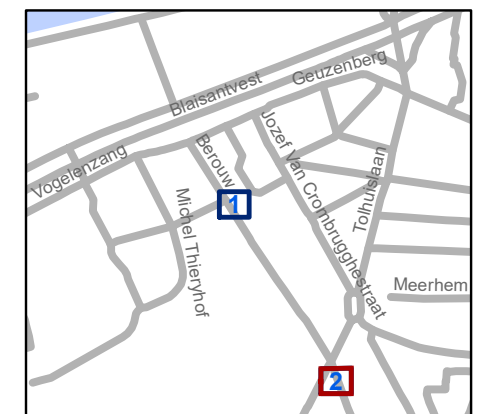 Geuzenberg
Blaisantvest
Vogelenzang
Berouw
Jozef Van Crombrugghestraat
Tolhuislaan
Michel Thieryhof
1
Meerhem
2